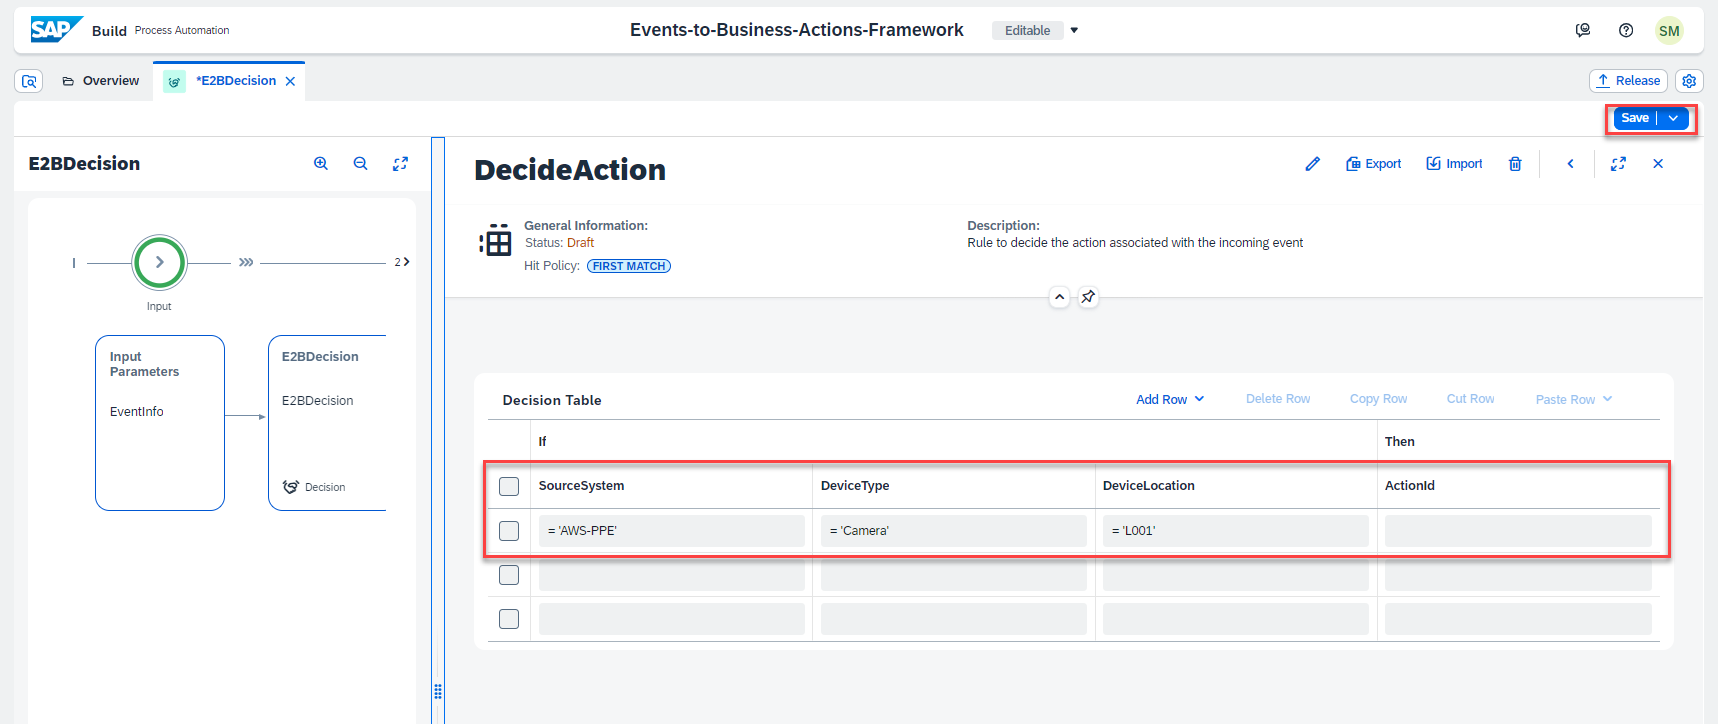 SAP Build Process Automation
Events-to-Business-Actions-Framework Editable
SM
Overview *E2BDecision
Release
Save
E2BDecision
2
Input
Input
Parameters
EventInfo
E2BDecision
E2BDecision
Decision
DecideAction
Export Import
General Information:
Status: Draft
Hit Policy: FIRST MATCH
Description:
Rule to decide the action associated with the incoming event
Decision Table Add Row Delete Row Copy Row Cut Row Paste Row
If Then
SourceSystem DeviceType DeviceLocation ActionId
= 'AWS-PPE' = 'Camera' = 'L001'